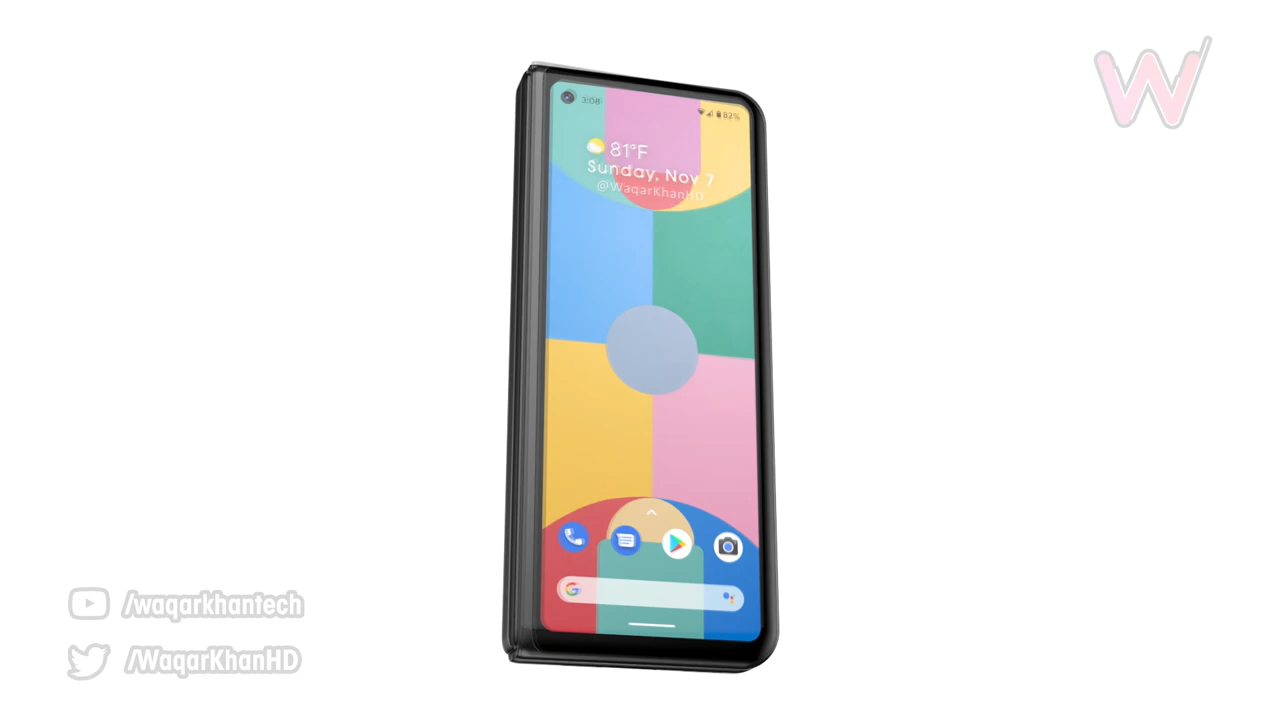 W
3:08
82%
81°F
Sunday, Nov 7
@WaqarKhanHD
G
/waqarkhantech
/WaqarKhanHD